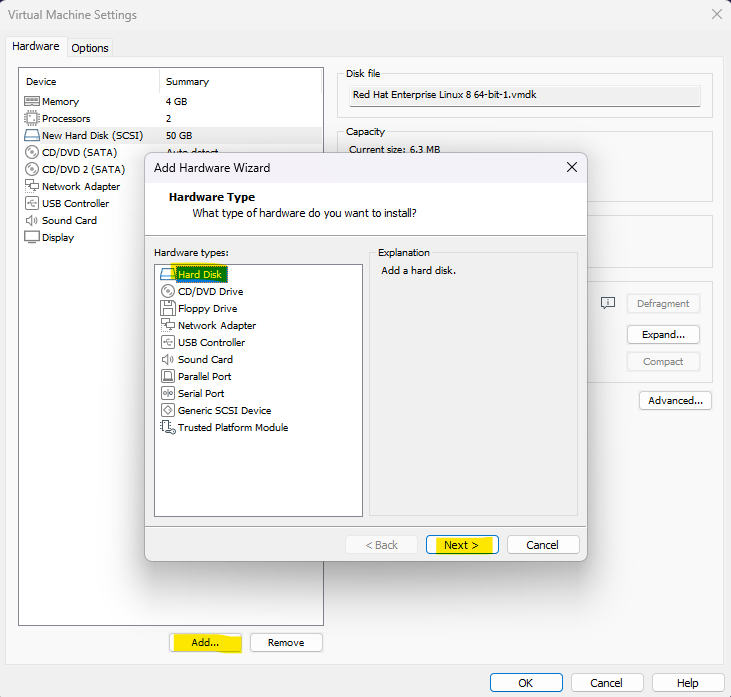 Virtual Machine Settings
Hardware
Options
Device Summary
Memory 4 GB
Processors 2
New Hard Disk (SCSI) 50 GB
CD/DVD (SATA) Auto detect
CD/DVD 2 (SATA)
Network Adapter
USB Controller
Sound Card
Display
Add...
Remove
Disk file
Red Hat Enterprise Linux 8 64-bit-1.vmdk
Capacity
Current size: 6.3 MB
Defragment
Expand...
Compact
Advanced...
Add Hardware Wizard
Hardware Type
What type of hardware do you want to install?
Hardware types:
Hard Disk
CD/DVD Drive
Floppy Drive
Network Adapter
USB Controller
Sound Card
Parallel Port
Serial Port
Generic SCSI Device
Trusted Platform Module
Explanation
Add a hard disk.
< Back
Next >
Cancel
OK
Cancel
Help